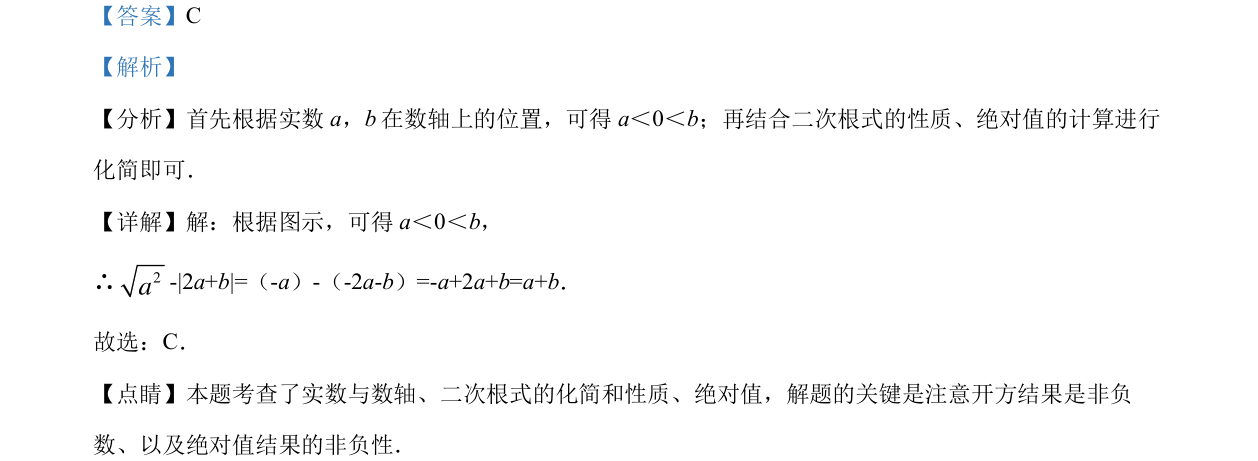 【答案】C
【解析】
【分析】首先根据实数 a，b 在数轴上的位置，可得 a＜0＜b；再结合二次根式的性质、绝对值的计算进行
化简即可．
【详解】解：根据图示，可得 a＜0＜b，
∴√a² -|2a+b|=（-a）-（-2a-b）=-a+2a+b=a+b．
故选：C．
【点睛】本题考查了实数与数轴、二次根式的化简和性质、绝对值，解题的关键是注意开方结果是非负
数、以及绝对值结果的非负性．